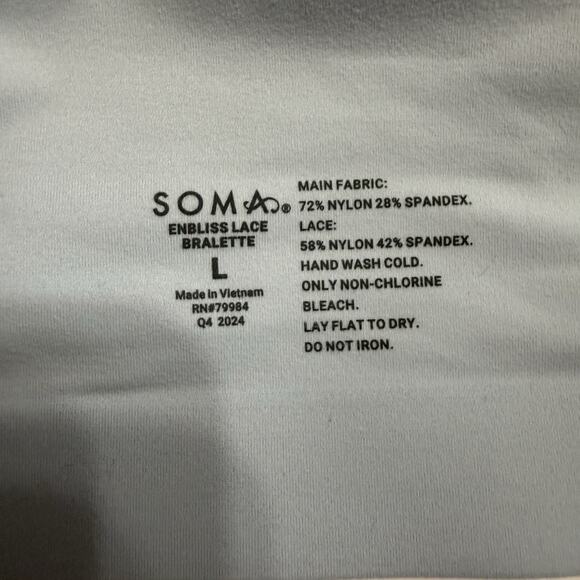 SOMA®
ENBLISS LACE
BRALETTE
L
Made in Vietnam
RN#79984
Q4 2024
MAIN FABRIC:
72% NYLON 28% SPANDEX.
LACE:
58% NYLON 42% SPANDEX.
HAND WASH COLD.
ONLY NON-CHLORINE
BLEACH.
LAY FLAT TO DRY.
DO NOT IRON.